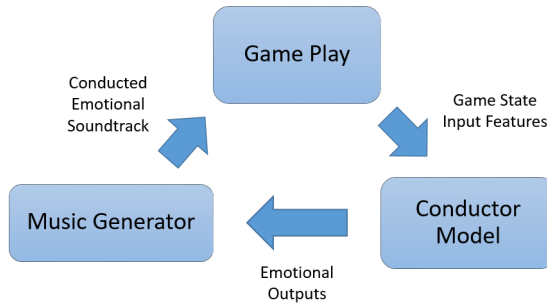 Game Play
Conducted
Emotional
Soundtrack
Game State
Input Features
Music Generator
Conductor
Model
Emotional
Outputs